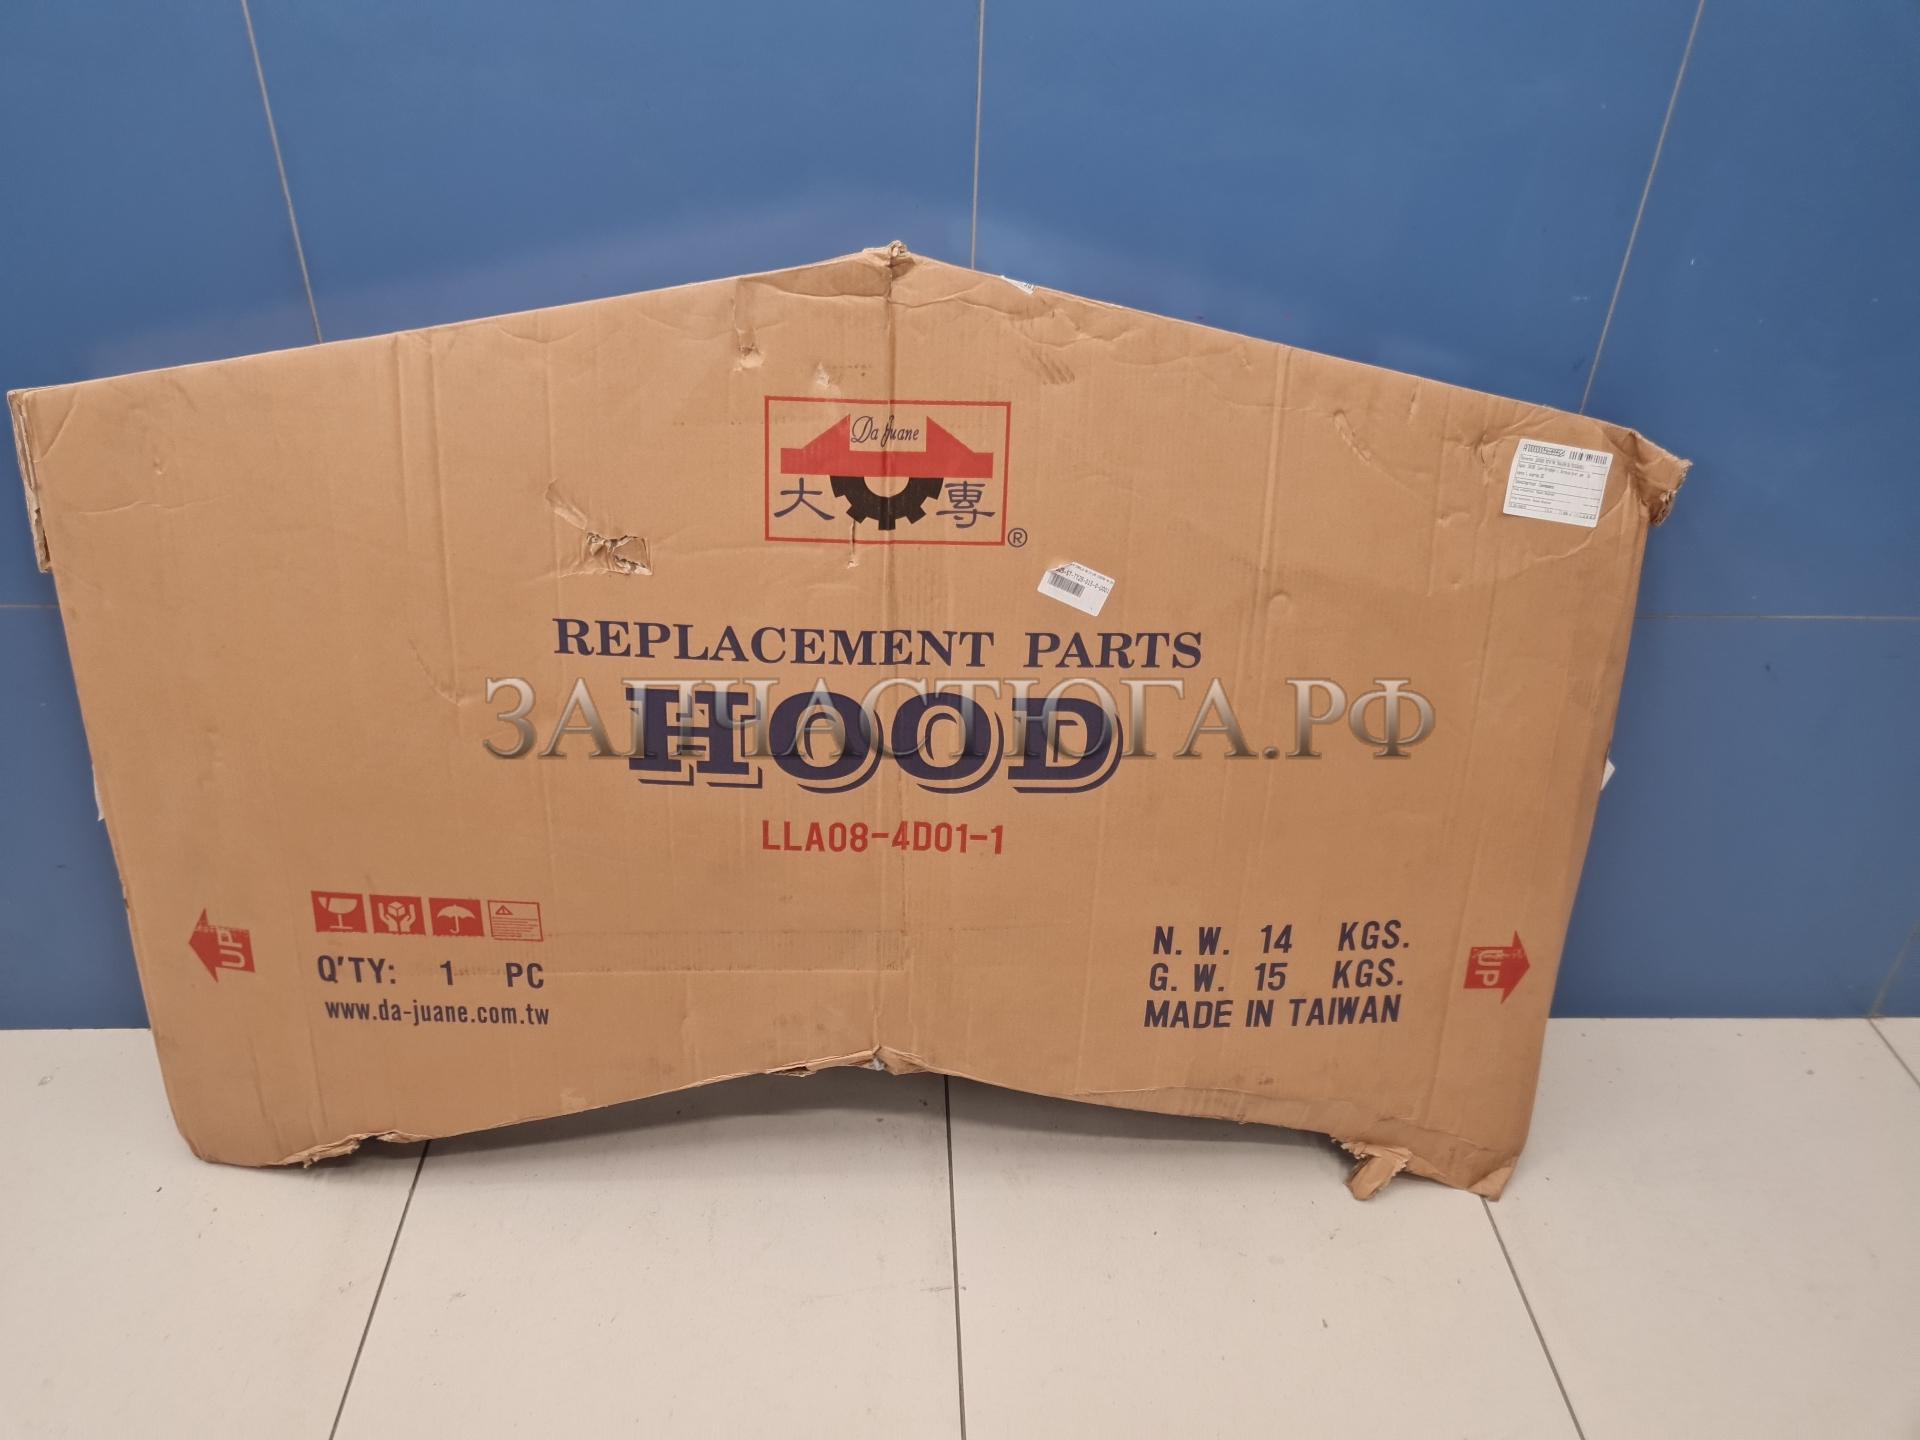 Da Juane
大 專
®
REPLACEMENT PARTS
HOOD
ЗАПЧАСТЮГА.РФ
LLA08-4D01-1
UP
Q'TY: 1 PC
www.da-juane.com.tw
N. W. 14 KGS.
G. W. 15 KGS.
MADE IN TAIWAN
UP